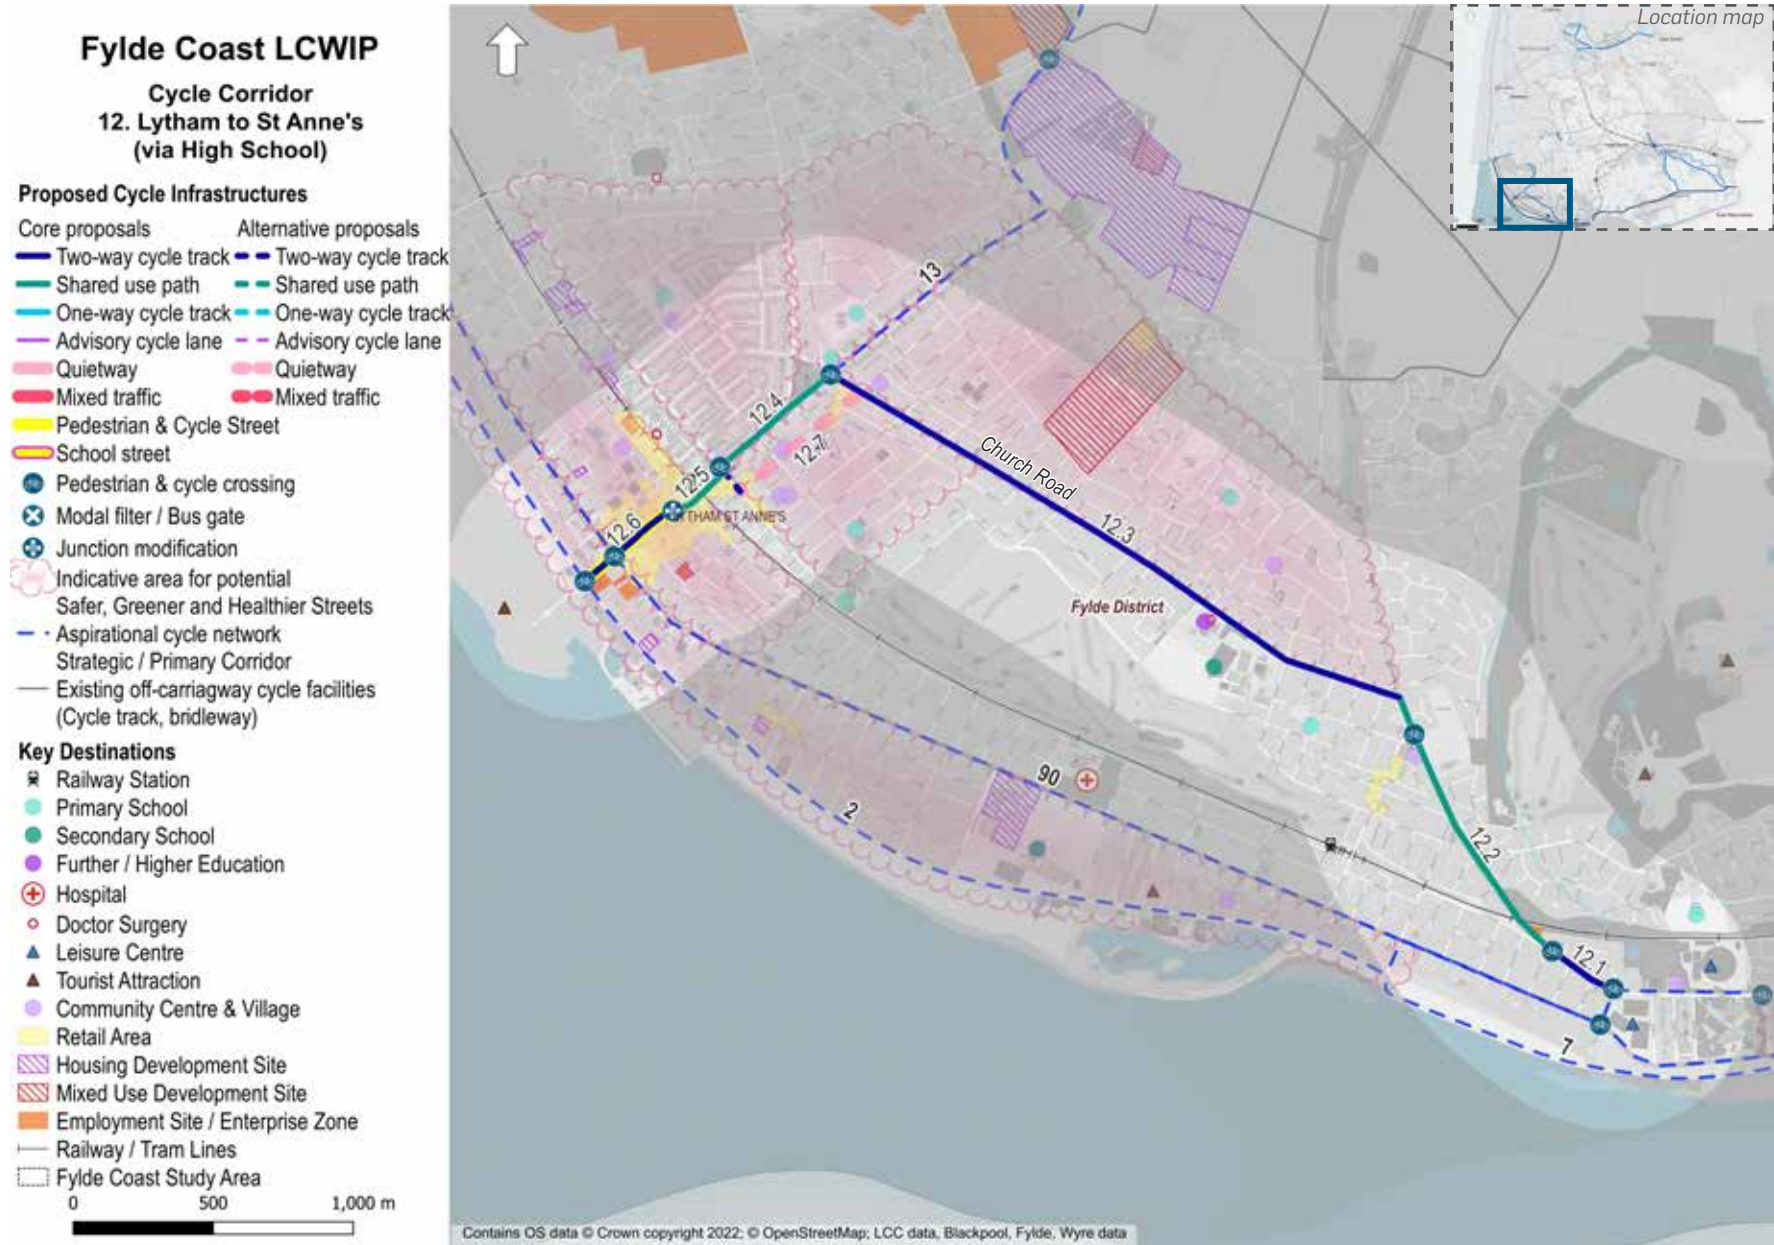 Fylde Coast LCWIP
Cycle Corridor
12. Lytham to St Anne's
(via High School)
Proposed Cycle Infrastructures
Core proposals Alternative proposals
Two-way cycle track Two-way cycle track
Shared use path Shared use path
One-way cycle track One-way cycle track
Advisory cycle lane Advisory cycle lane
Quietway Quietway
Mixed traffic Mixed traffic
Pedestrian & Cycle Street
School street
Pedestrian & cycle crossing
Modal filter / Bus gate
Junction modification
Indicative area for potential
Safer, Greener and Healthier Streets
Aspirational cycle network
Strategic / Primary Corridor
Existing off-carriagway cycle facilities
(Cycle track, bridleway)
Key Destinations
Railway Station
Primary School
Secondary School
Further / Higher Education
Hospital
Doctor Surgery
Leisure Centre
Tourist Attraction
Community Centre & Village
Retail Area
Housing Development Site
Mixed Use Development Site
Employment Site / Enterprise Zone
Railway / Tram Lines
Fylde Coast Study Area
0 500 1,000 m
Location map
13
12.4
12.7
12.5
12.6
THAM ST ANNE'S
Church Road
12.3
Fylde District
90
2
12.2
12.1
7
Contains OS data © Crown copyright 2022; © OpenStreetMap; LCC data, Blackpool, Fylde, Wyre data